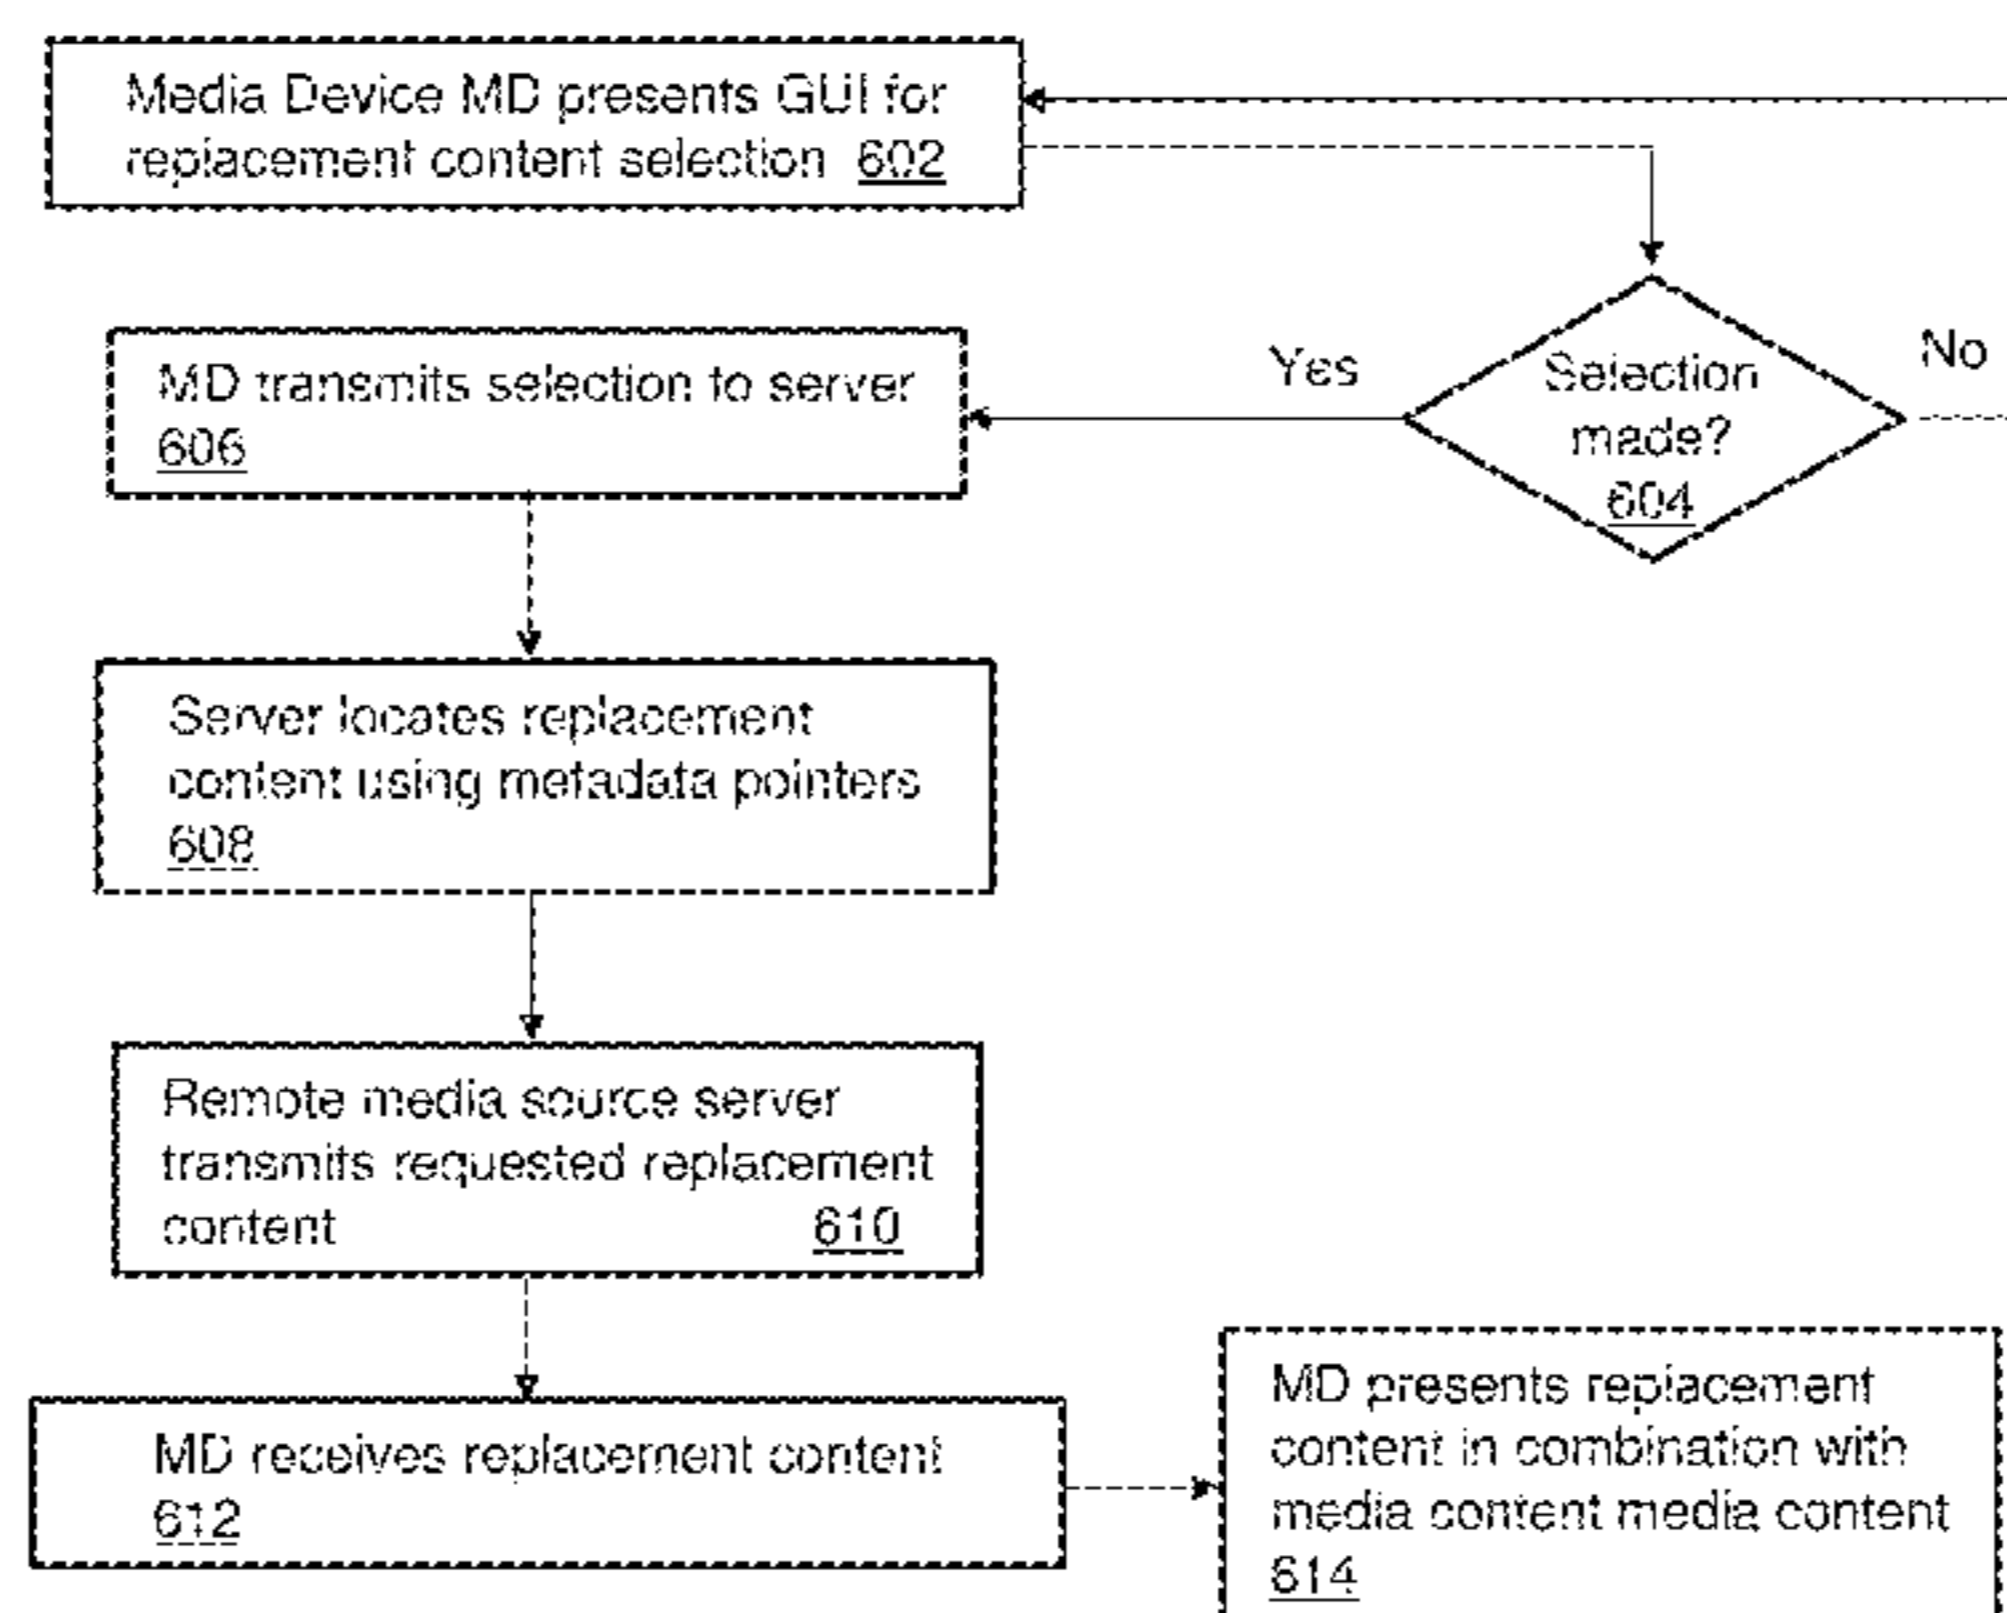 Media Device MD presents GUI for
replacement content selection 602
Yes
No
Selection
made?
604
MD transmits selection to server
606
Server locates replacement
content using metadata pointers
608
Remote media source server
transmits requested replacement
content 610
MD receives replacement content
612
MD presents replacement
content in combination with
media content media content
614